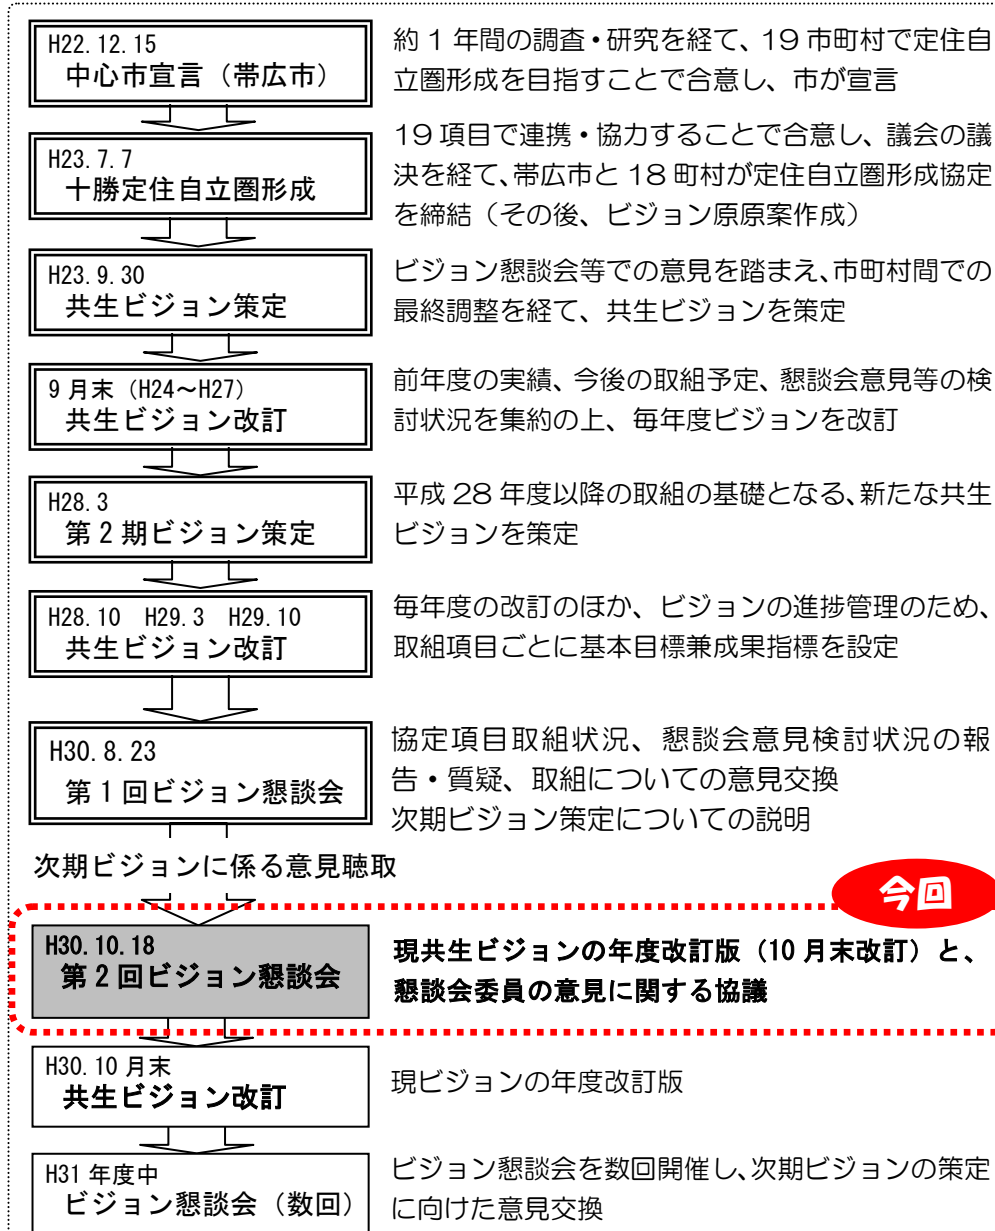 H22.12.15
中心市宣言（帯広市）
約１年間の調査・研究を経て、19 市町村で定住自
立圏形成を目指すことで合意し、市が宣言
H23.7.7
十勝定住自立圏形成
19 項目で連携・協力することで合意し、議会の議
決を経て、帯広市と 18 町村が定住自立圏形成協定
を締結（その後、ビジョン原原案作成）
H23.9.30
共生ビジョン策定
ビジョン懇談会等での意見を踏まえ、市町村間での
最終調整を経て、共生ビジョンを策定
9 月末（H24～H27）
共生ビジョン改訂
前年度の実績、今後の取組予定、懇談会意見等の検
討状況を集約の上、毎年度ビジョンを改訂
H28.3
第２期ビジョン策定
平成 28 年度以降の取組の基礎となる、新たな共生
ビジョンを策定
H28.10 H29.3 H29.10
共生ビジョン改訂
毎年度の改訂のほか、ビジョンの進捗管理のため、
取組項目ごとに基本目標兼成果指標を設定
H30.8.23
第１回ビジョン懇談会
協定項目取組状況、懇談会意見検討状況の報
告・質疑、取組についての意見交換
次期ビジョン策定についての説明
次期ビジョンに係る意見聴取
今回
H30.10.18
第２回ビジョン懇談会
現共生ビジョンの年度改訂版（10 月末改訂）と、
懇談会委員の意見に関する協議
H30.10 月末
共生ビジョン改訂
現ビジョンの年度改訂版
H31 年度中
ビジョン懇談会（数回）
ビジョン懇談会を数回開催し、次期ビジョンの策定
に向けた意見交換